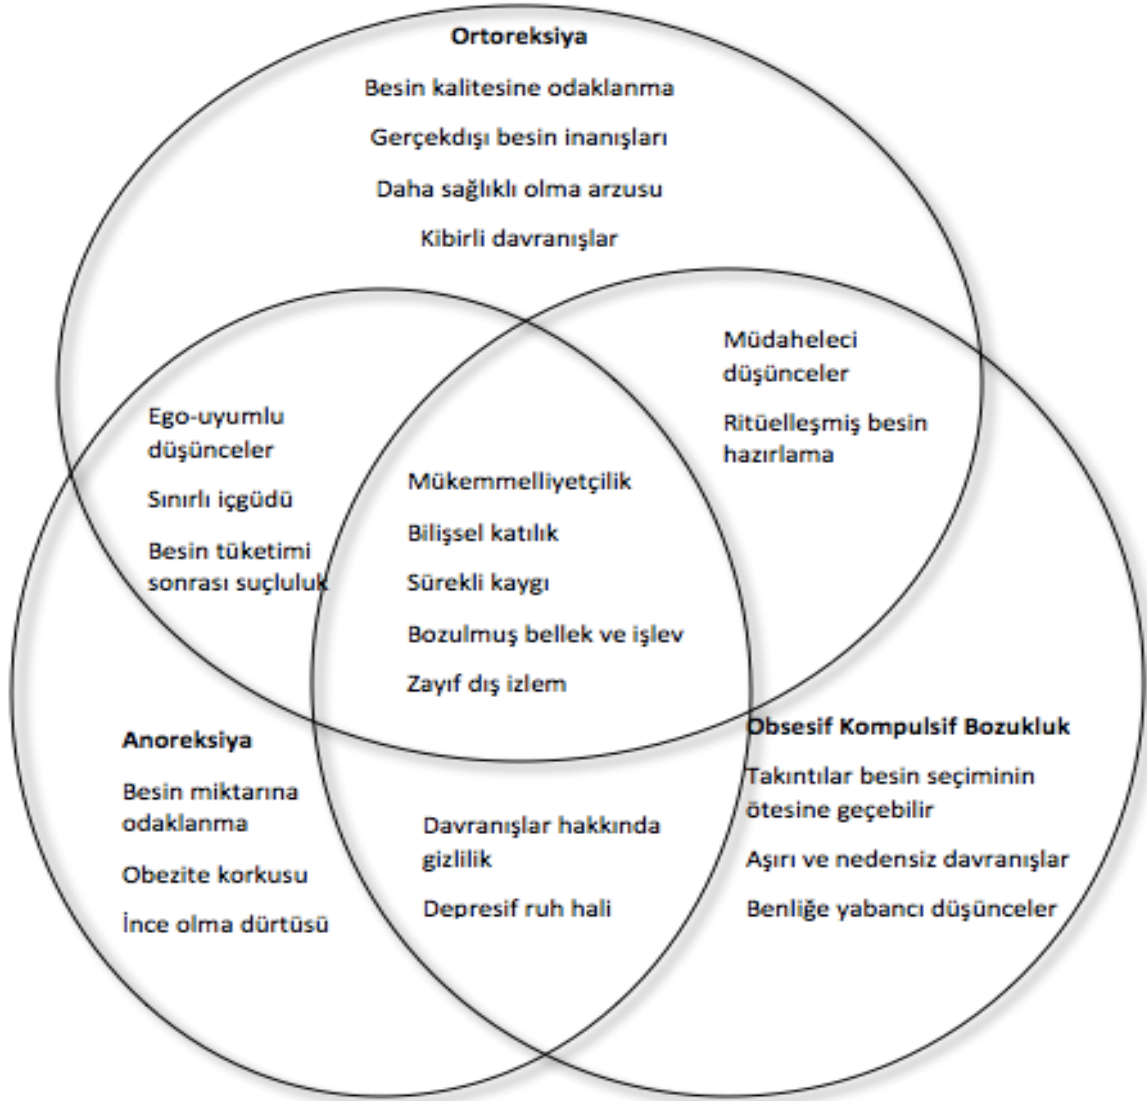 Ortoreksiya
Besin kalitesine odaklanma
Gerçekdışı besin inanışları
Daha sağlıklı olma arzusu
Kibirli davranışlar
Müdaheleci
düşünceler
Ritüelleşmiş besin
hazırlama
Ego-uyumlu
düşünceler
Sınırlı içgüdü
Besin tüketimi
sonrası suçluluk
Mükemmelliyetçilik
Bilişsel katılık
Sürekli kaygı
Bozulmuş bellek ve işlev
Zayıf dış izlem
Anoreksiya
Besin miktarına
odaklanma
Obezite korkusu
İnce olma dürtüsü
Davranışlar hakkında
gizlilik
Depresif ruh hali
Obsesif Kompulsif Bozukluk
Takıntılar besin seçiminin
ötesine geçebilir
Aşırı ve nedensiz davranışlar
Benliğe yabancı düşünceler